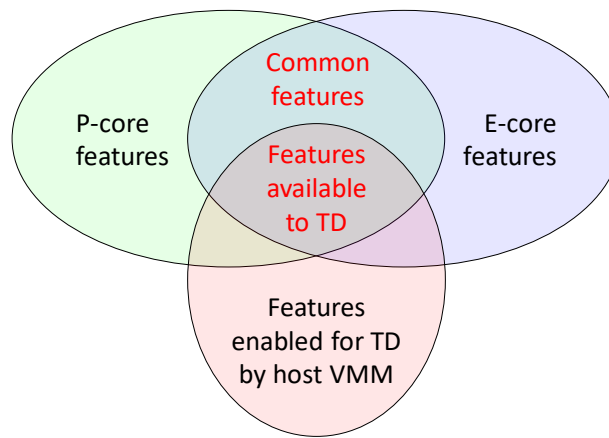 Common
features
P-core
features
E-core
features
Features
available
to TD
Features
enabled for TD
by host VMM